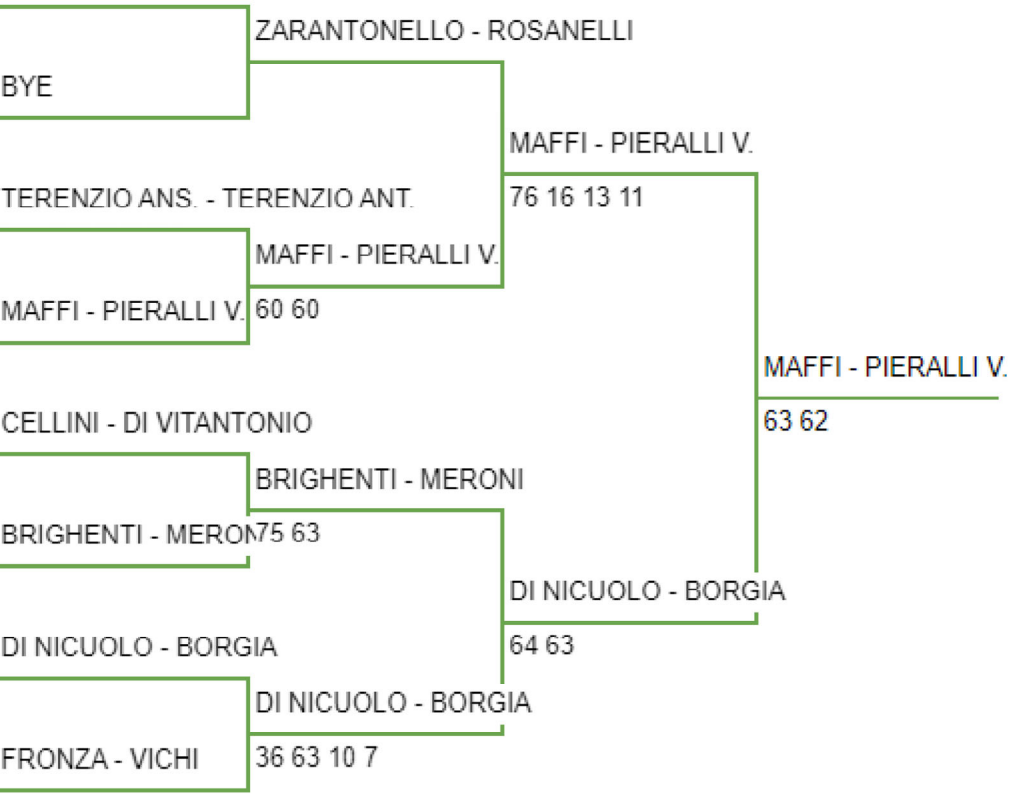 ZARANTONELLO - ROSANELLI
BYE
MAFFI - PIERALLI V.
TERENZIO ANS. - TERENZIO ANT.
76 16 13 11
MAFFI - PIERALLI V.
MAFFI - PIERALLI V.
60 60
MAFFI - PIERALLI V.
CELLINI - DI VITANTONIO
63 62
BRIGHENTI - MERONI
BRIGHENTI - MERON
75 63
DI NICUOLO - BORGIA
DI NICUOLO - BORGIA
64 63
DI NICUOLO - BORGIA
FRONZA - VICHI
36 63 10 7